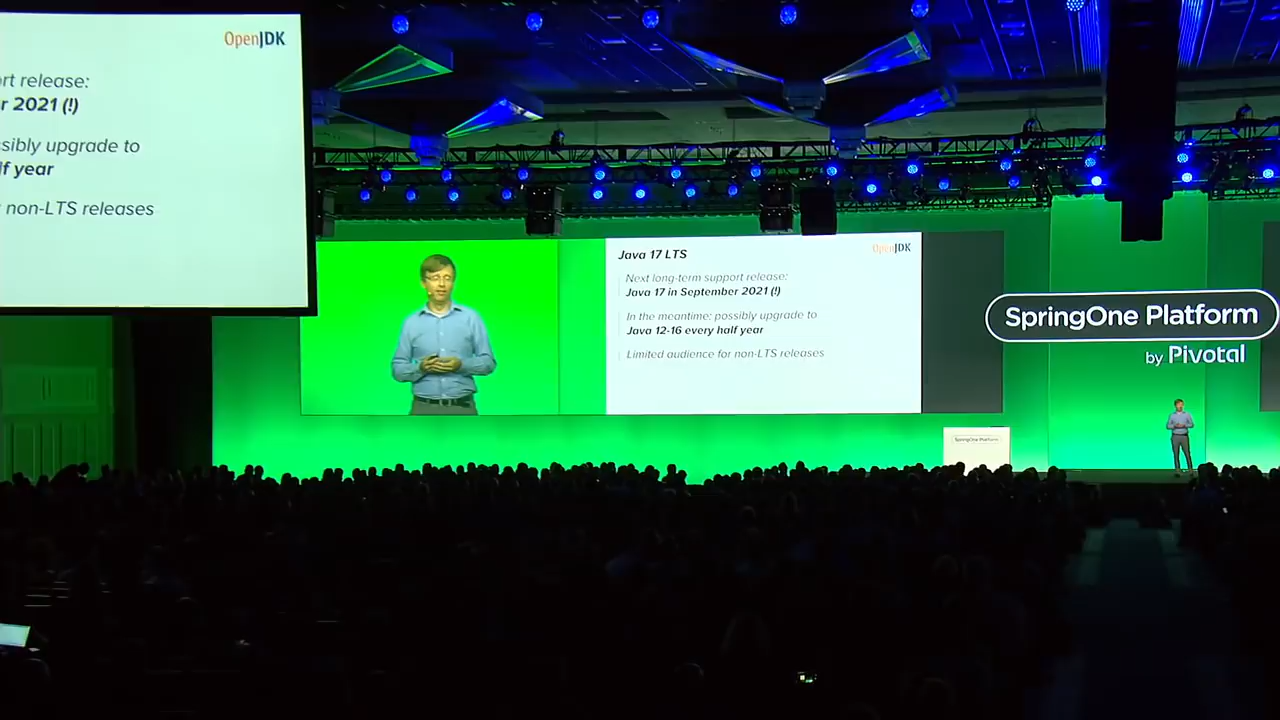 OpenJDK
rt release:
r 2021 (!)
ssibly upgrade to
lf year
non-LTS releases
OpenJDK
Java 17 LTS
Next long-term support release:
Java 17 in September 2021 (!)
In the meantime: possibly upgrade to
Java 12-16 every half year
Limited audience for non-LTS releases
SpringOne Platform
by Pivotal
SpringOne Platform